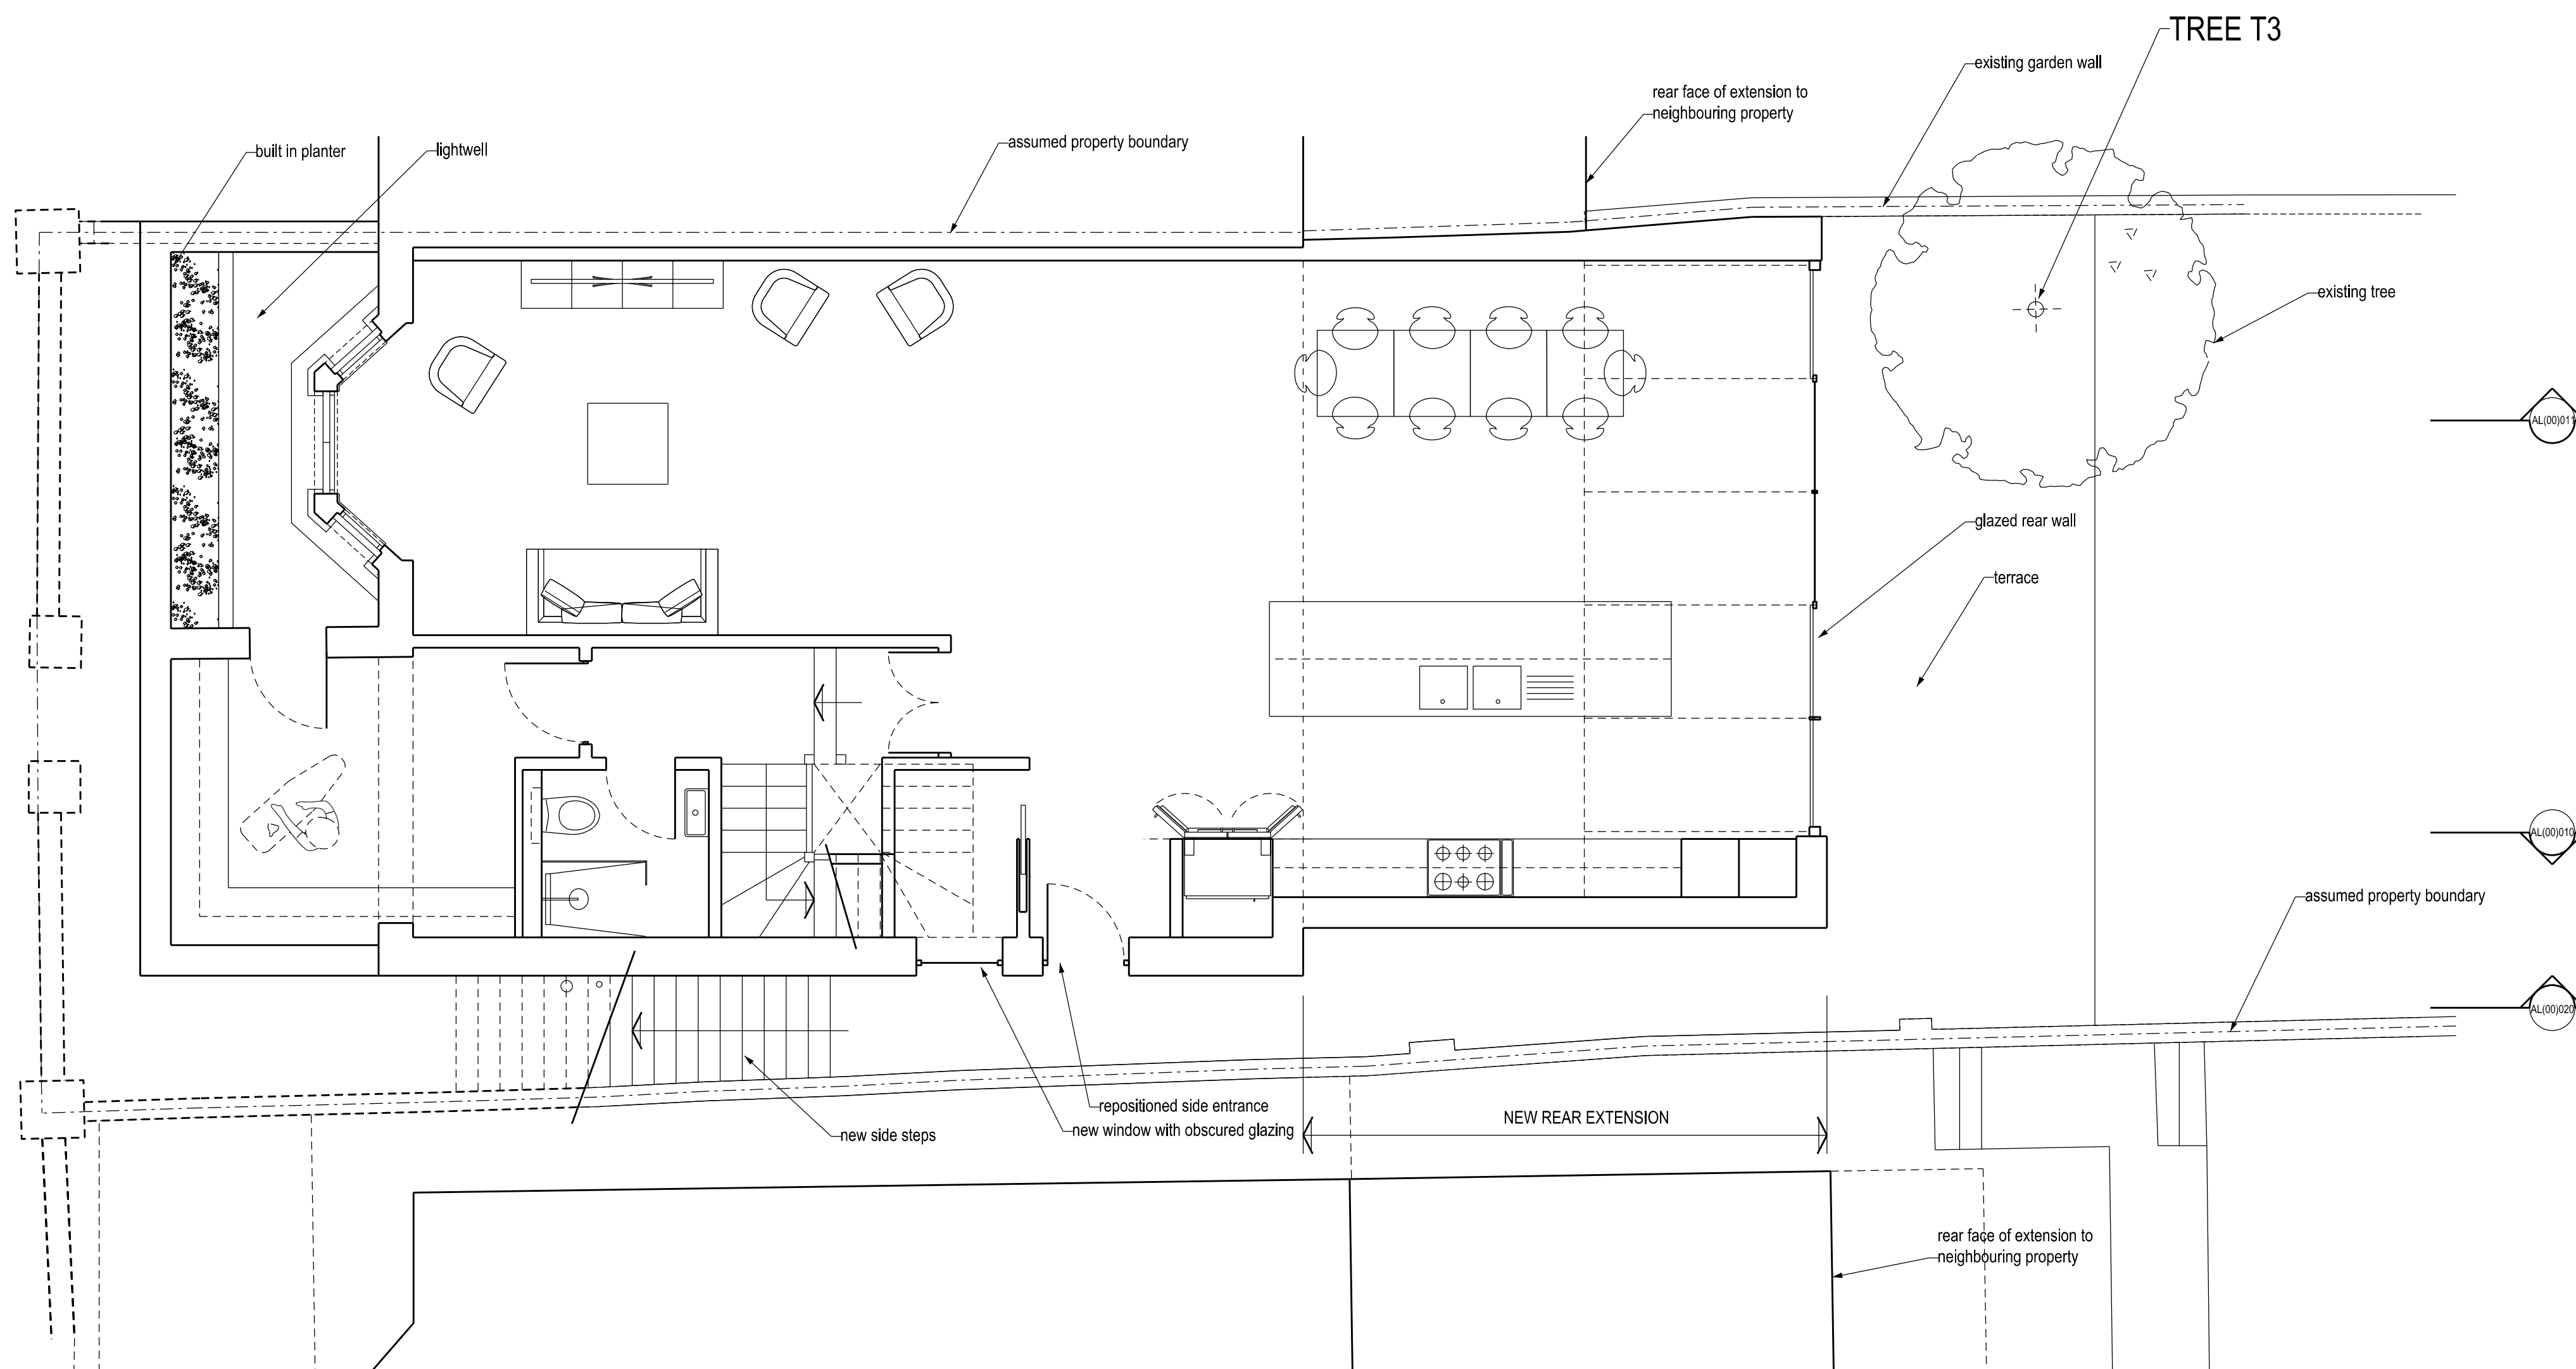 TREE T3
existing garden wall
rear face of extension to
neighbouring property
assumed property boundary
built in planter
lightwell
existing tree
AL(00)011
glazed rear wall
terrace
AL(00)010
assumed property boundary
AL(00)020
repositioned side entrance
NEW REAR EXTENSION
new window with obscured glazing
new side steps
rear face of extension to
neighbouring property